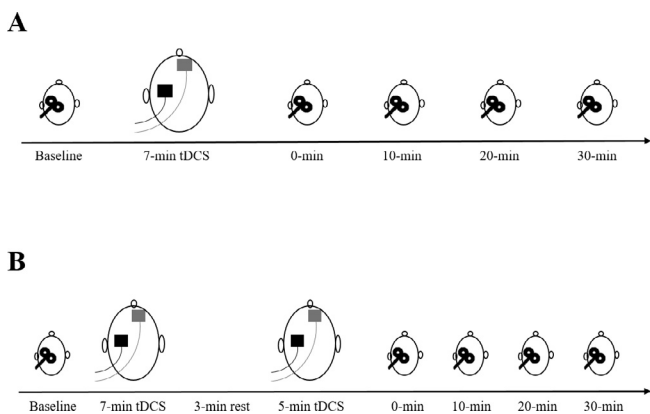 A
Baseline 7-min tDCS 0-min 10-min 20-min 30-min
B
Baseline 7-min tDCS 3-min rest 5-min tDCS 0-min 10-min 20-min 30-min